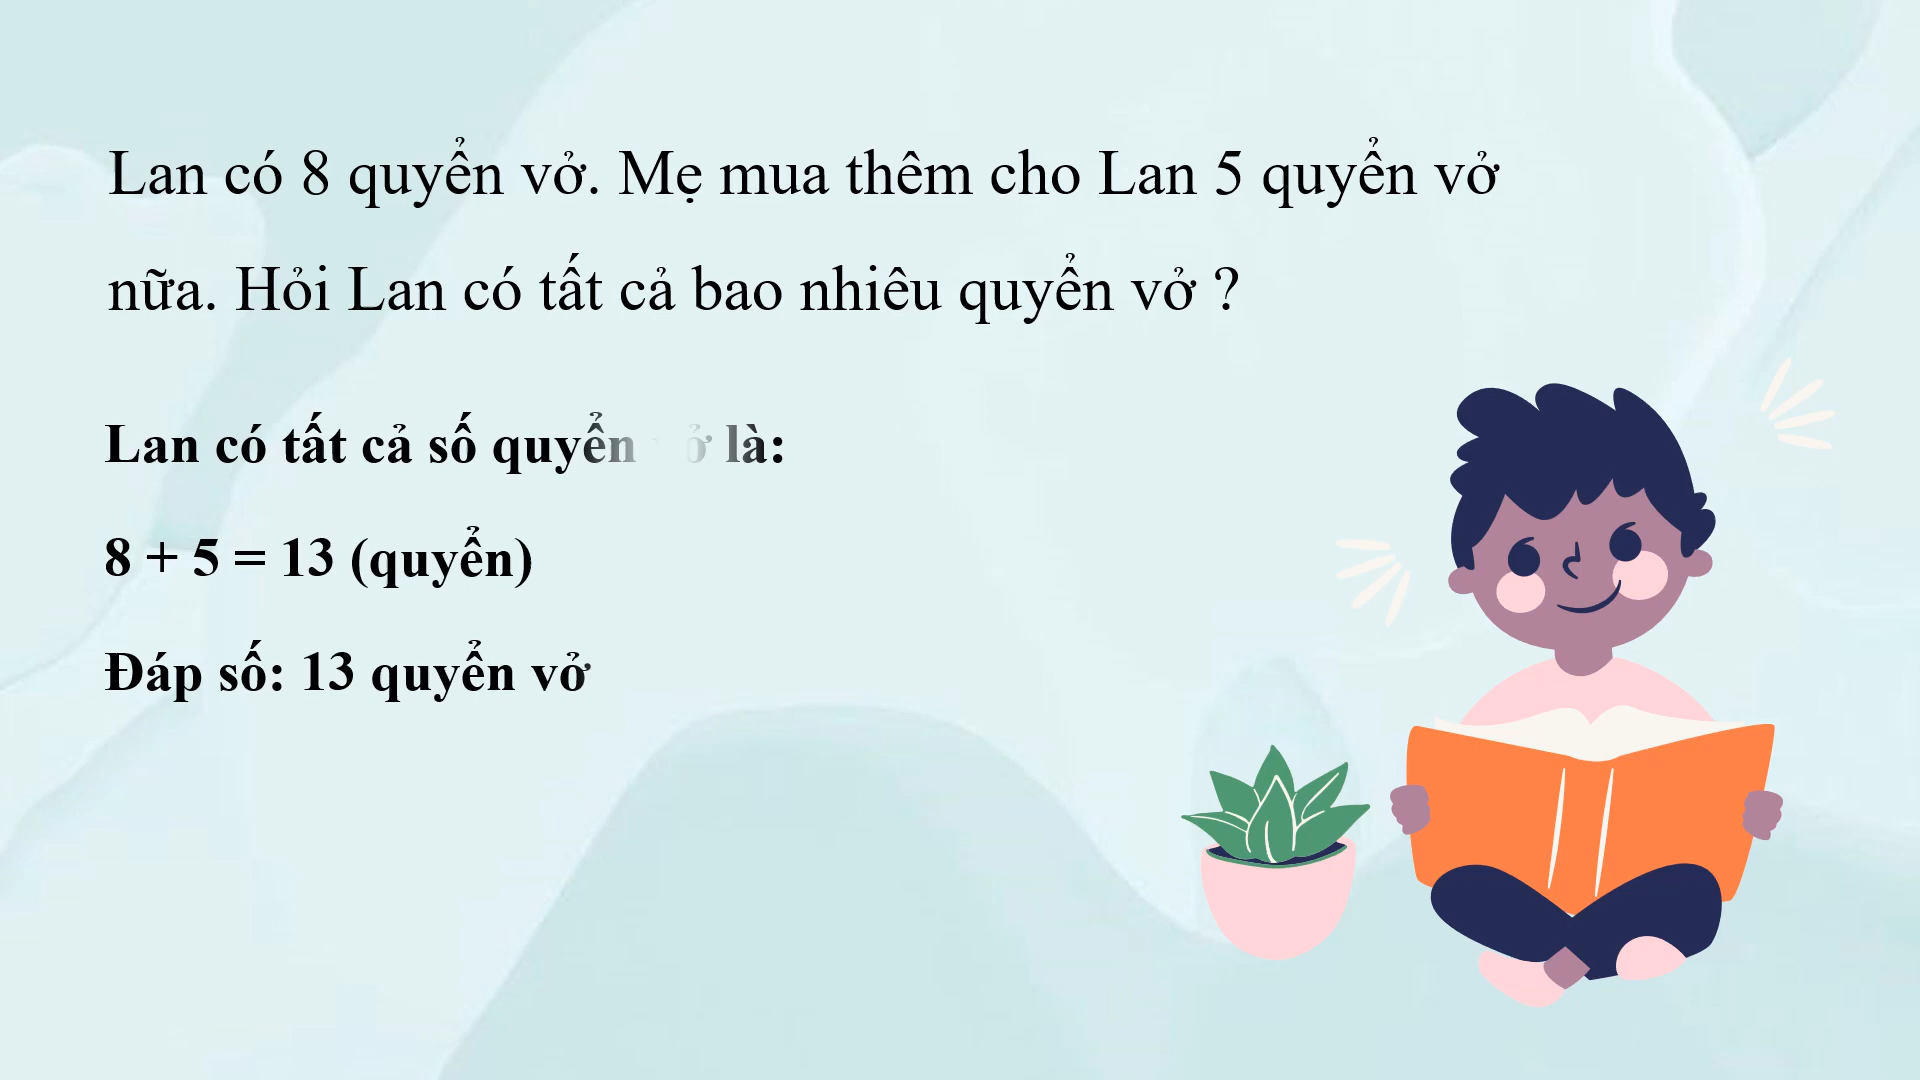 Lan có 8 quyển vở. Mẹ mua thêm cho Lan 5 quyển vở
nữa. Hỏi Lan có tất cả bao nhiêu quyển vở ?
Lan có tất cả số quyển vở là:
8 + 5 = 13 (quyển)
Đáp số: 13 quyển vở